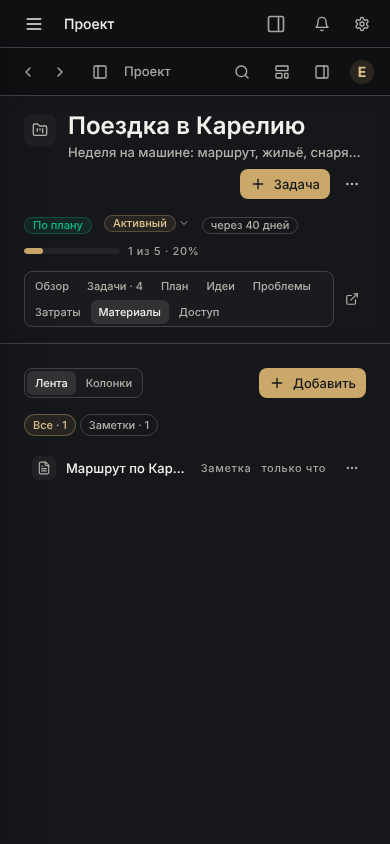 Проект
Проект
E
Поездка в Карелию
Неделя на машине: маршрут, жильё, снаря...
Задача
По плану
Активный
через 40 дней
1 из 5 · 20%
Обзор Задачи · 4 План Идеи Проблемы
Затраты Материалы Доступ
Лента Колонки
Добавить
Все · 1 Заметки · 1
Маршрут по Кар... Заметка только что